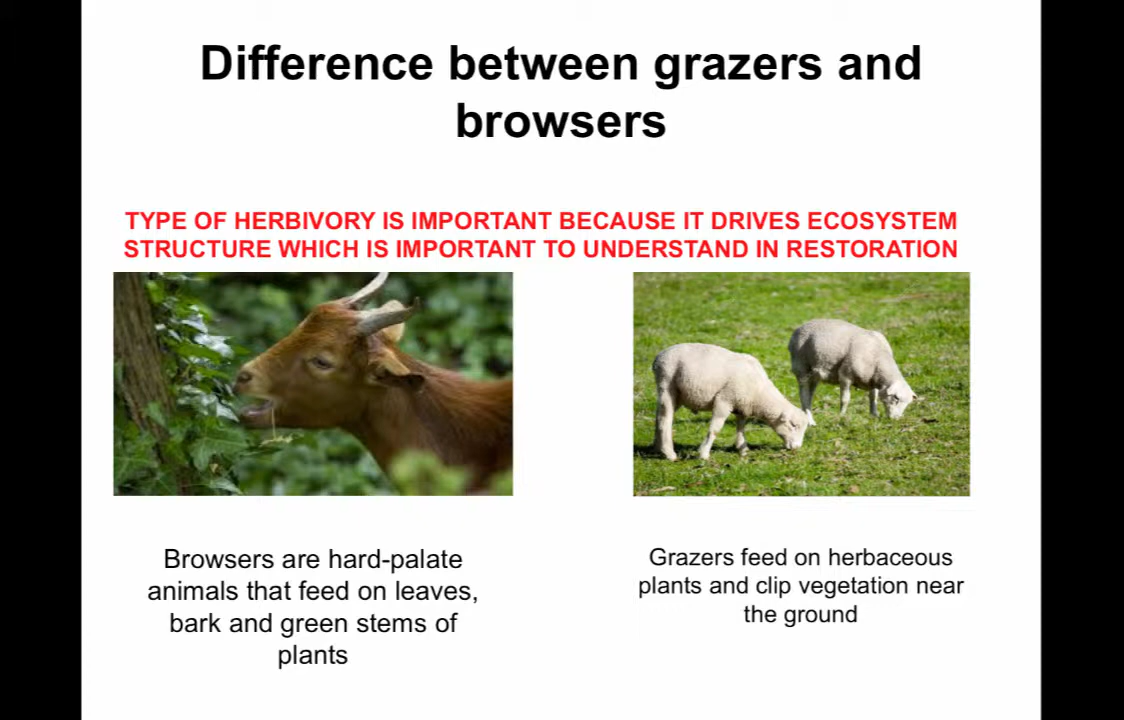 Difference between grazers and
browsers
TYPE OF HERBIVORY IS IMPORTANT BECAUSE IT DRIVES ECOSYSTEM
STRUCTURE WHICH IS IMPORTANT TO UNDERSTAND IN RESTORATION
Browsers are hard-palate
animals that feed on leaves,
bark and green stems of
plants
Grazers feed on herbaceous
plants and clip vegetation near
the ground